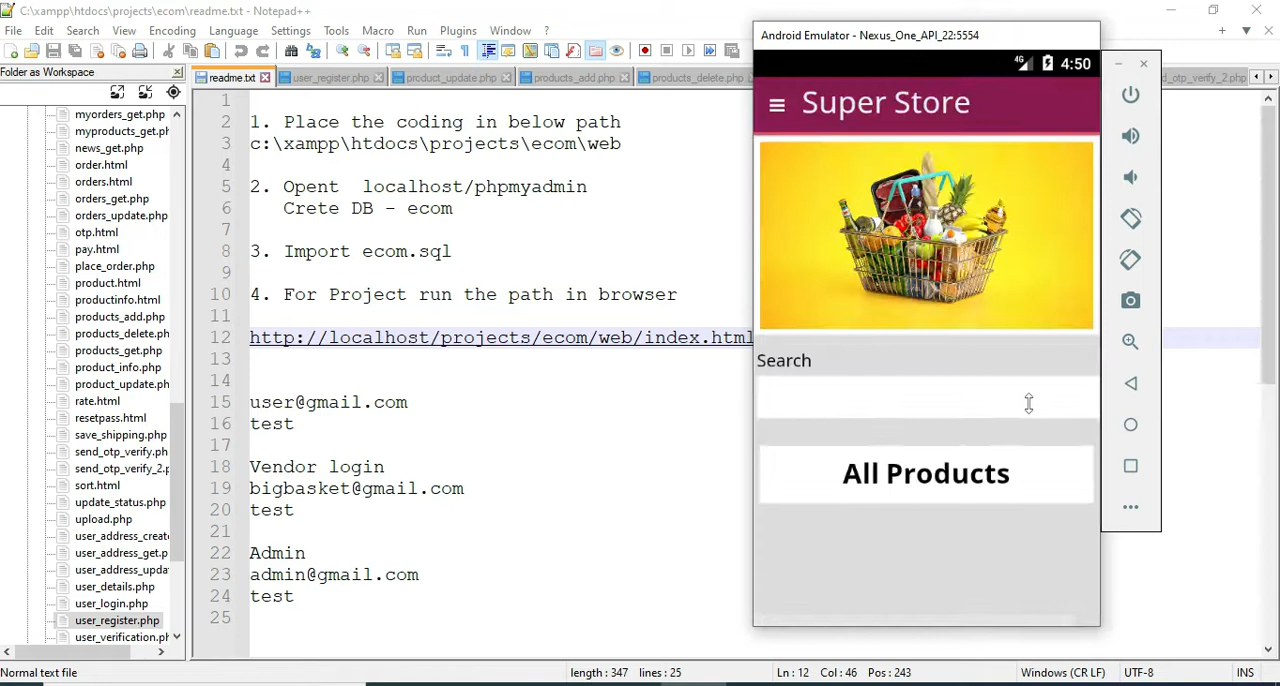 C:\xampp\htdocs\projects\ecom\readme.txt - Notepad++
File Edit Search View Encoding Language Settings Tools Macro Run Plugins Window ?
Folder as Workspace
readme.txt user_register.php product_update.php products_add.php products_delete.php d_otp_verify_2.php
myorders_get.php
myproducts_get.p
news_get.php
order.html
orders.html
orders_get.php
orders_update.php
otp.html
pay.html
place_order.php
product.html
productinfo.html
products_add.php
products_delete.p
products_get.php
product_info.php
product_update.p
rate.html
resetpass.html
save_shipping.php
send_otp_verify.p
send_otp_verify_2.p
sort.html
update_status.php
upload.php
user_address_create
user_address_get.p
user_address_upda
user_details.php
user_login.php
user_register.php
user_verification.ph
1
2 1. Place the coding in below path
3 c:\xampp\htdocs\projects\ecom\web
4
5 2. Opent  localhost/phpmyadmin
6    Crete DB - ecom
7
8 3. Import ecom.sql
9
10 4. For Project run the path in browser
11
12 http://localhost/projects/ecom/web/index.html
13
14
15 user@gmail.com
16 test
17
18 Vendor login
19 bigbasket@gmail.com
20 test
21
22 Admin
23 admin@gmail.com
24 test
25
Android Emulator - Nexus_One_API_22:5554
4G 4:50
Super Store
Search
All Products
Normal text file length : 347 lines : 25 Ln : 12 Col : 46 Pos : 243 Windows (CR LF) UTF-8 INS